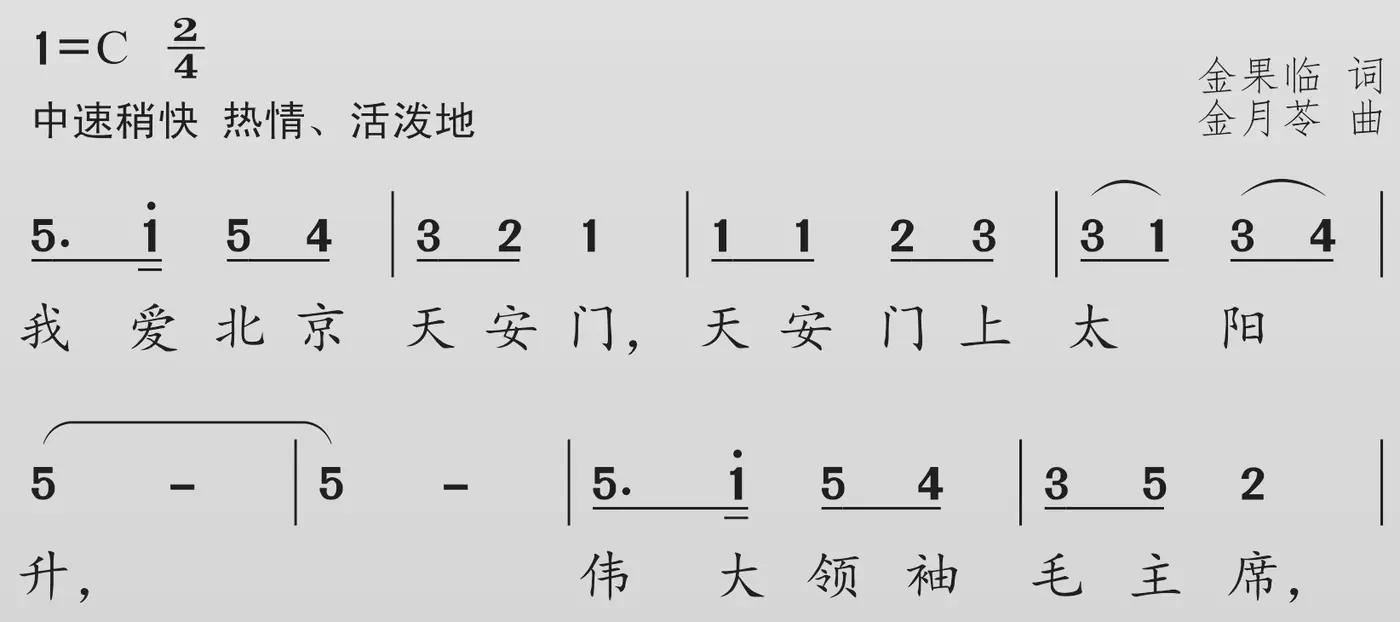 1=C 2/4
金果临 词
中速稍快 热情、活泼地
金月苓 曲
5. i 5 4 | 3 2 1 | 1 1 2 3 | 3 1 3 4 |
我 爱 北 京 天 安 门, 天 安 门 上 太 阳
5 – | 5 – | 5. i 5 4 | 3 5 2 |
升, 伟 大 领 袖 毛 主 席,